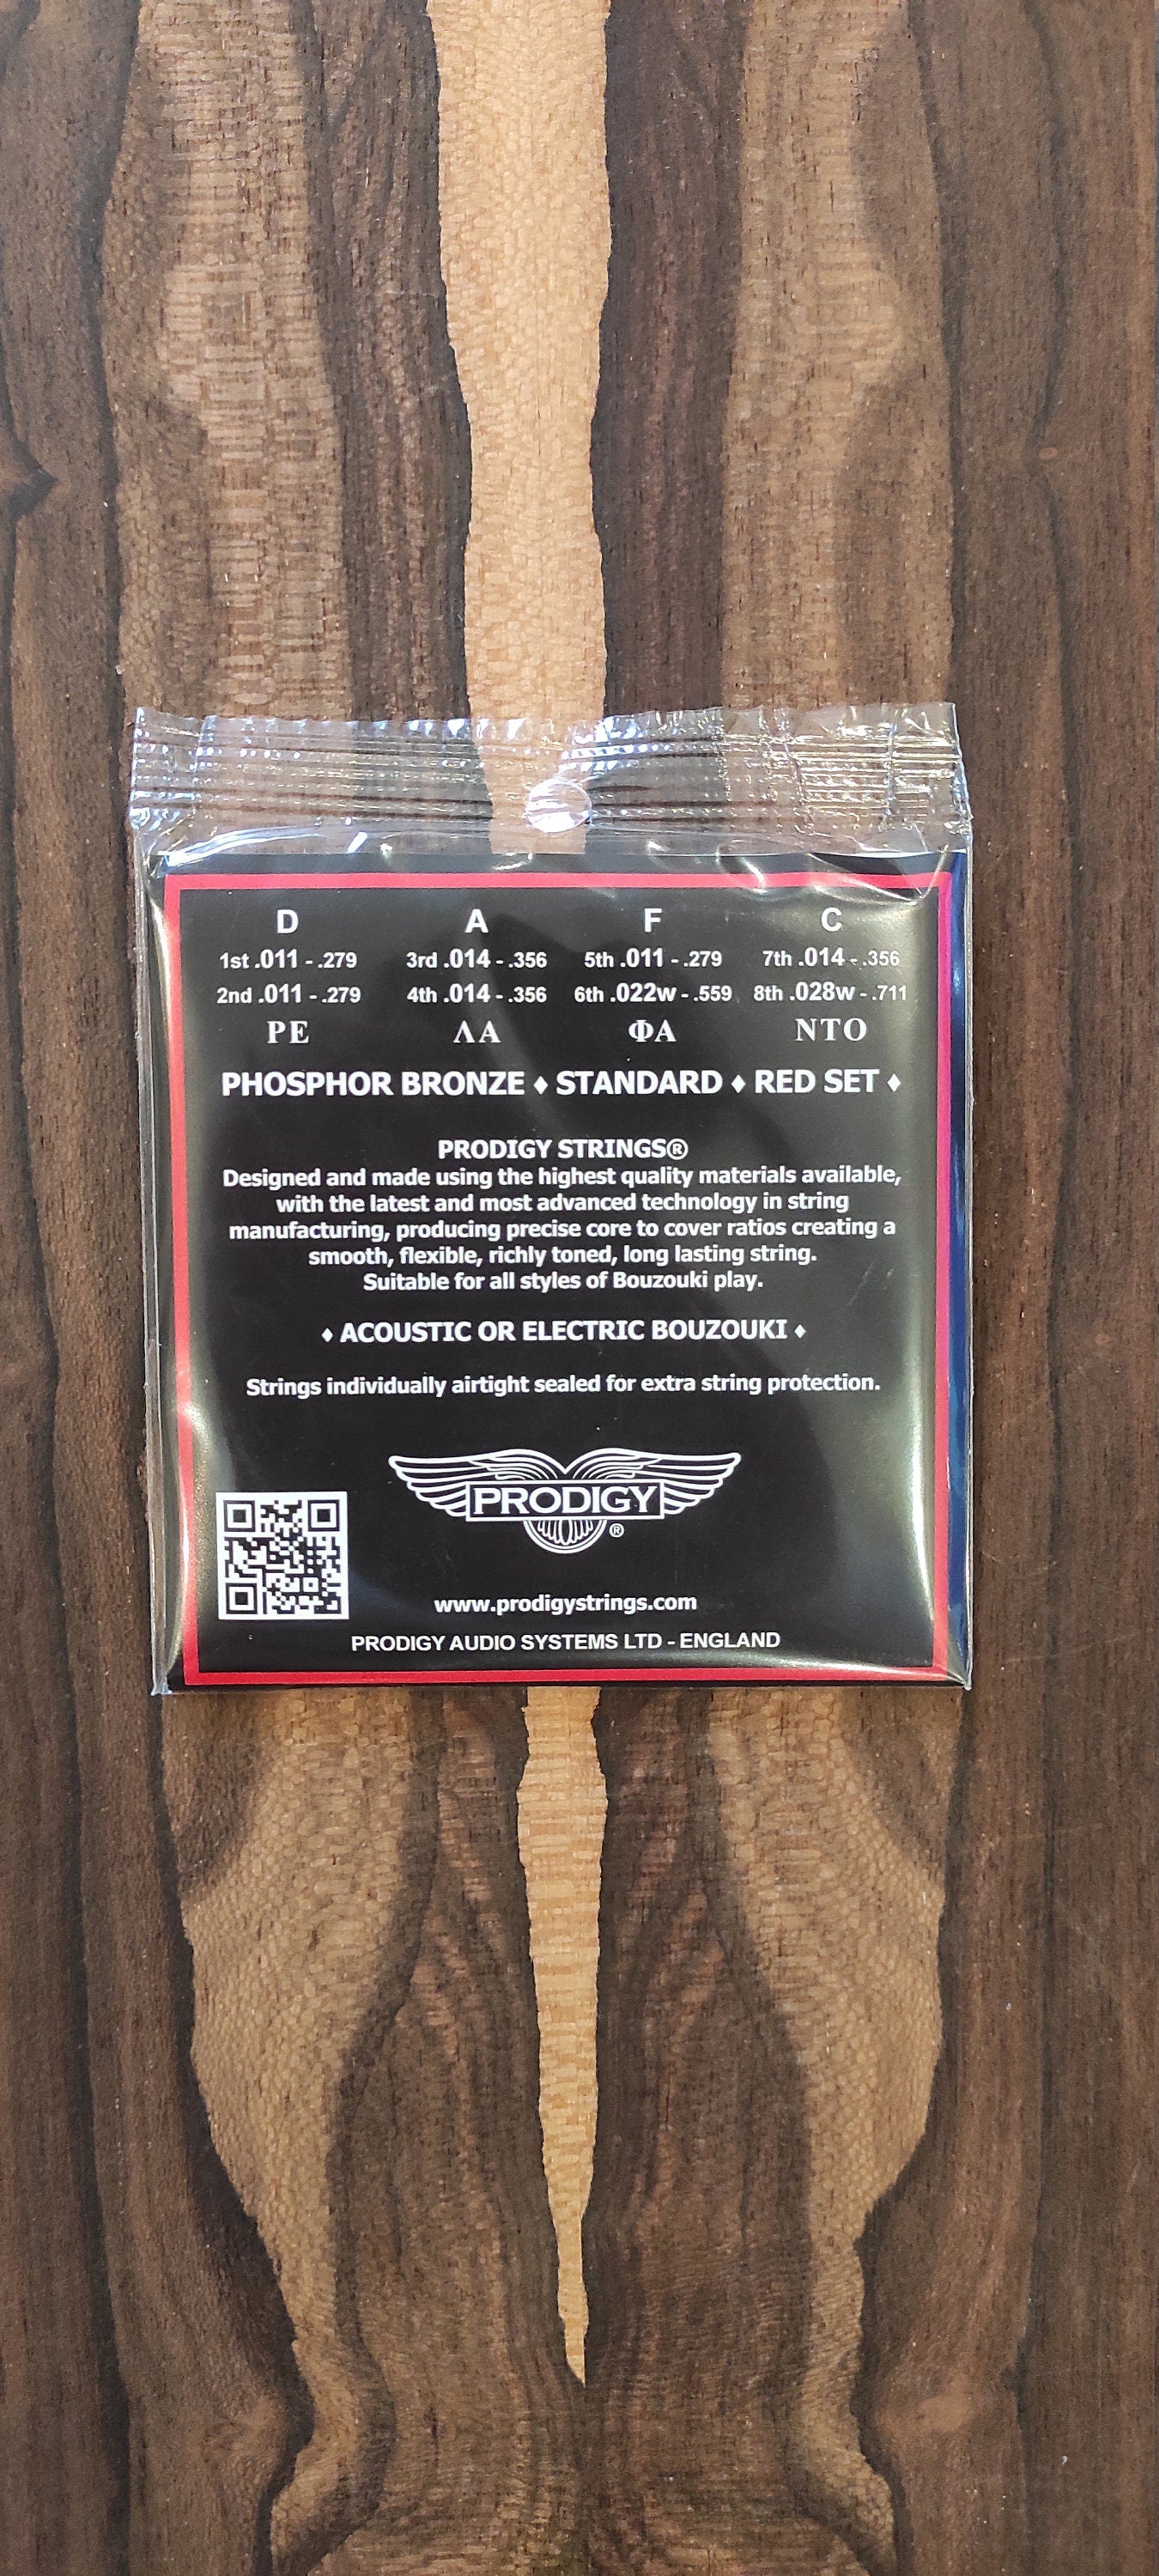 D A F C
1st .011 - .279 3rd .014 - .356 5th .011 - .279 7th .014 - .356
2nd .011 - .279 4th .014 - .356 6th .022w - .559 8th .028w - .711
ΡΕ ΛΑ ΦΑ ΝΤΟ
PHOSPHOR BRONZE ♦ STANDARD ♦ RED SET ♦
PRODIGY STRINGS®
Designed and made using the highest quality materials available,
with the latest and most advanced technology in string
manufacturing, producing precise core to cover ratios creating a
smooth, flexible, richly toned, long lasting string.
Suitable for all styles of Bouzouki play.
♦ ACOUSTIC OR ELECTRIC BOUZOUKI ♦
Strings individually airtight sealed for extra string protection.
PRODIGY
®
www.prodigystrings.com
PRODIGY AUDIO SYSTEMS LTD - ENGLAND